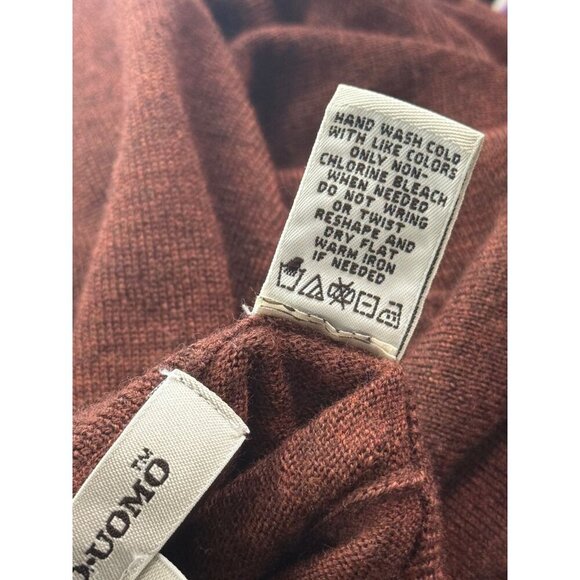 HAND WASH COLD
WITH LIKE COLORS
ONLY NON-
CHLORINE BLEACH
WHEN NEEDED
DO NOT WRING
OR TWIST
RESHAPE AND
DRY FLAT
WARM IRON
IF NEEDED
UOMO™